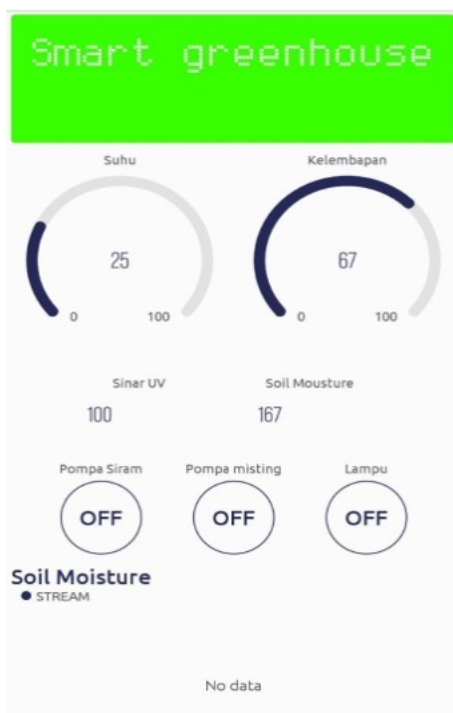 Smart greenhouse
Suhu Kelembapan
25 67
0 100 0 100
Sinar UV Soil Mousture
100 167
Pompa Siram Pompa misting Lampu
OFF OFF OFF
Soil Moisture
STREAM
No data